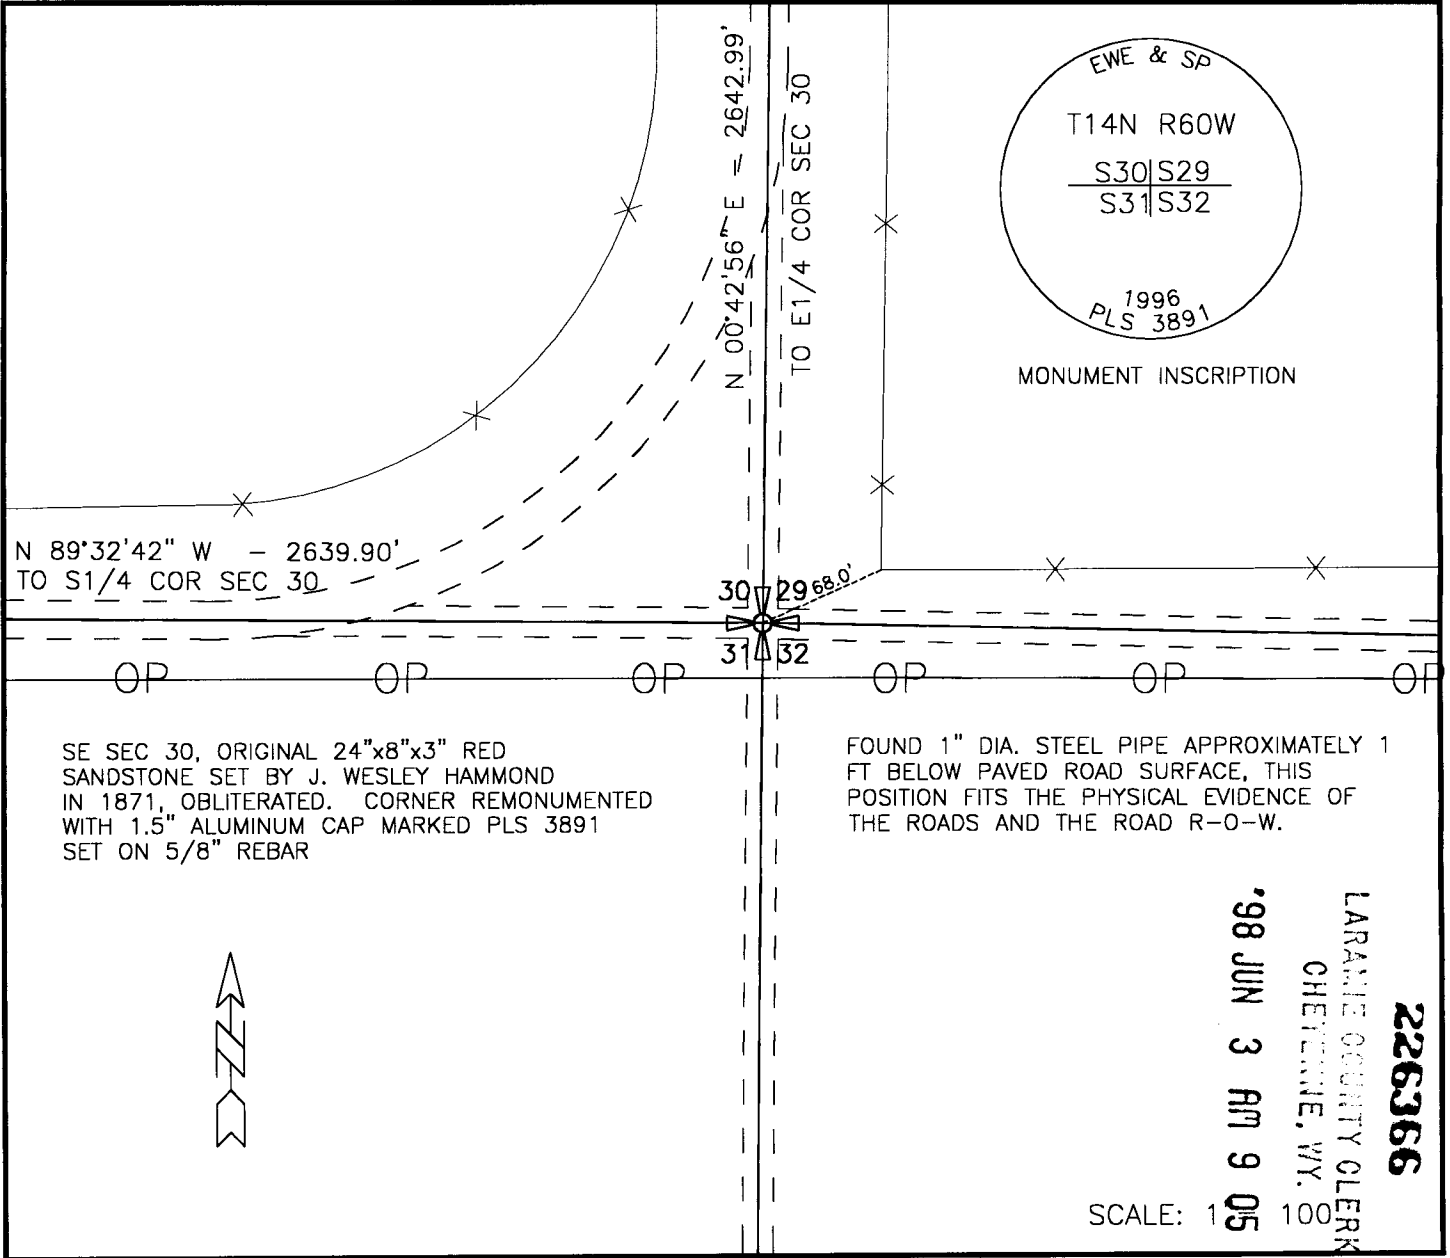 N 00°42'56" E - 2642.99'
TO E1/4 COR SEC 30
EWE & SP
T14N R60W
S30 S29
S31 S32
1996
PLS 3891
MONUMENT INSCRIPTION
N 89°32'42" W - 2639.90'
TO S1/4 COR SEC 30
68.0'
30 29
31 32
OP OP OP OP OP OP
SE SEC 30, ORIGINAL 24"x8"x3" RED
SANDSTONE SET BY J. WESLEY HAMMOND
IN 1871, OBLITERATED. CORNER REMONUMENTED
WITH 1.5" ALUMINUM CAP MARKED PLS 3891
SET ON 5/8" REBAR
FOUND 1" DIA. STEEL PIPE APPROXIMATELY 1
FT BELOW PAVED ROAD SURFACE, THIS
POSITION FITS THE PHYSICAL EVIDENCE OF
THE ROADS AND THE ROAD R-O-W.
N
226366
LARAMIE COUNTY CLERK
CHEYENNE, WY.
'98 JUN 3 AM 9 05
SCALE: 1 100